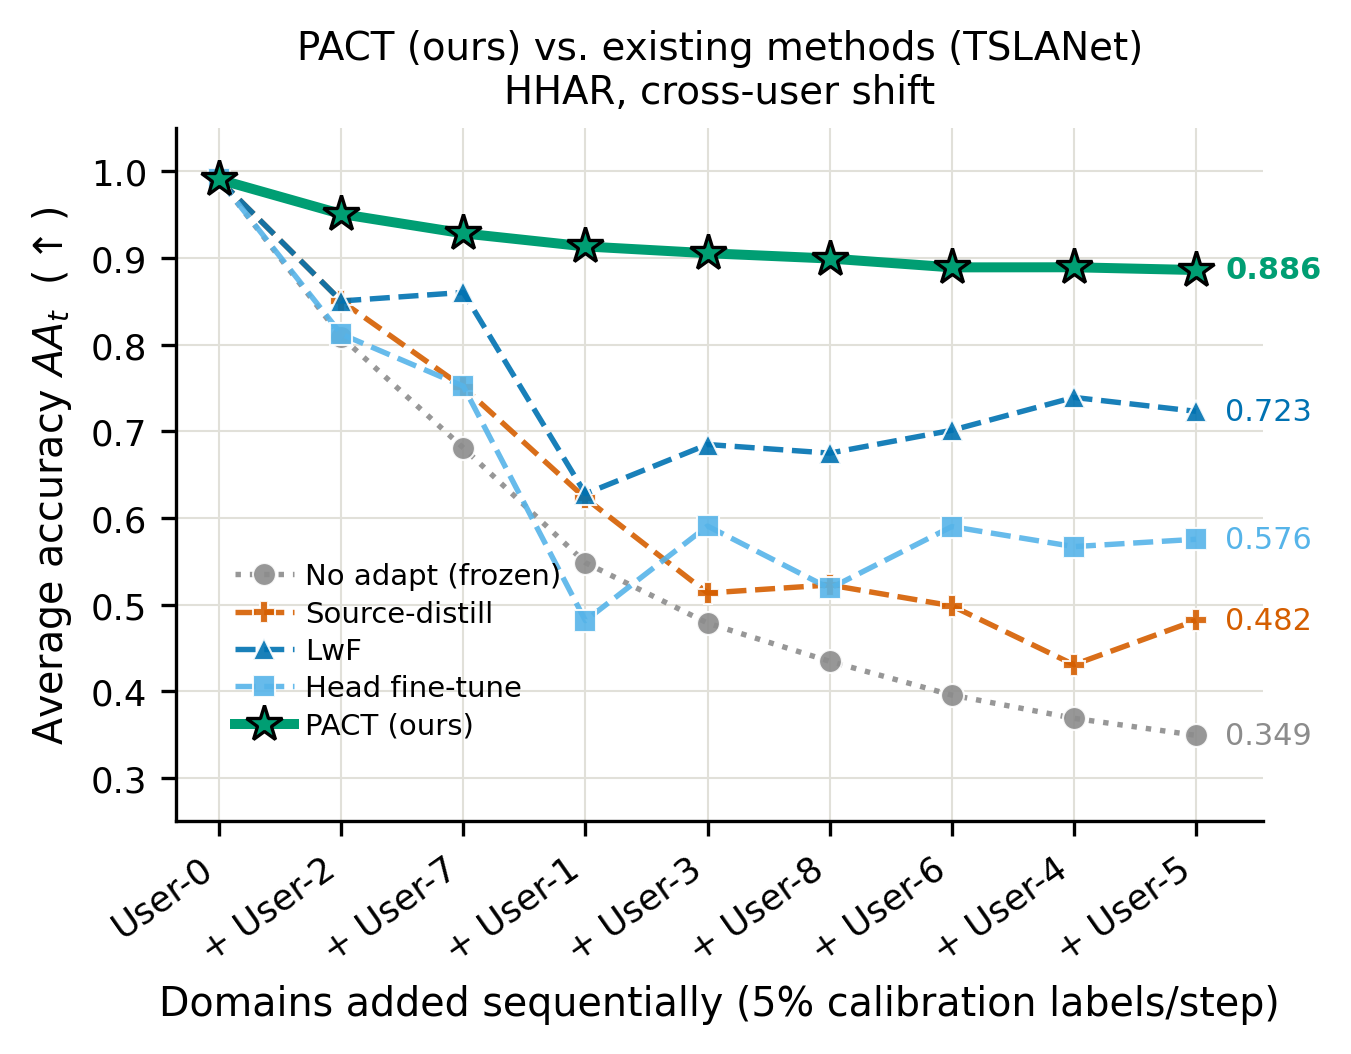 PACT (ours) vs. existing methods (TSLANet)
HHAR, cross-user shift
Average accuracy AA_t (↑)
1.0
0.9
0.8
0.7
0.6
0.5
0.4
0.3
0.886
0.723
0.576
0.482
0.349
No adapt (frozen)
Source-distill
LwF
Head fine-tune
PACT (ours)
User-0
+ User-2
+ User-7
+ User-1
+ User-3
+ User-8
+ User-6
+ User-4
+ User-5
Domains added sequentially (5% calibration labels/step)